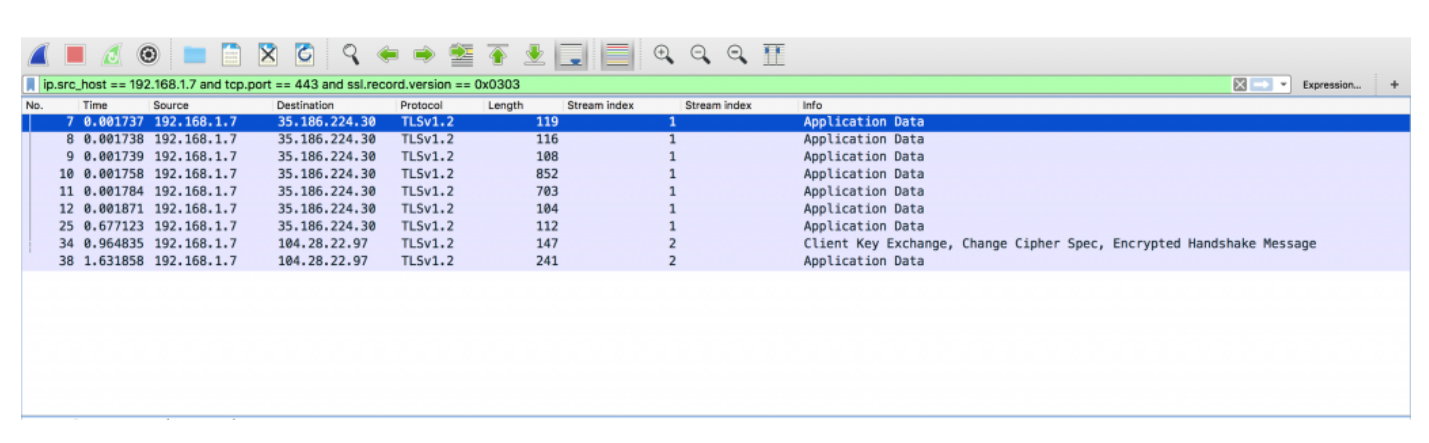 ip.src_host == 192.168.1.7 and tcp.port == 443 and ssl.record.version == 0x0303 Expression... +
No. Time Source Destination Protocol Length Stream index Stream index Info
7 0.001737 192.168.1.7 35.186.224.30 TLSv1.2 119 1 Application Data
8 0.001738 192.168.1.7 35.186.224.30 TLSv1.2 116 1 Application Data
9 0.001739 192.168.1.7 35.186.224.30 TLSv1.2 108 1 Application Data
10 0.001758 192.168.1.7 35.186.224.30 TLSv1.2 852 1 Application Data
11 0.001784 192.168.1.7 35.186.224.30 TLSv1.2 703 1 Application Data
12 0.001871 192.168.1.7 35.186.224.30 TLSv1.2 104 1 Application Data
25 0.677123 192.168.1.7 35.186.224.30 TLSv1.2 112 1 Application Data
34 0.964835 192.168.1.7 104.28.22.97 TLSv1.2 147 2 Client Key Exchange, Change Cipher Spec, Encrypted Handshake Message
38 1.631858 192.168.1.7 104.28.22.97 TLSv1.2 241 2 Application Data